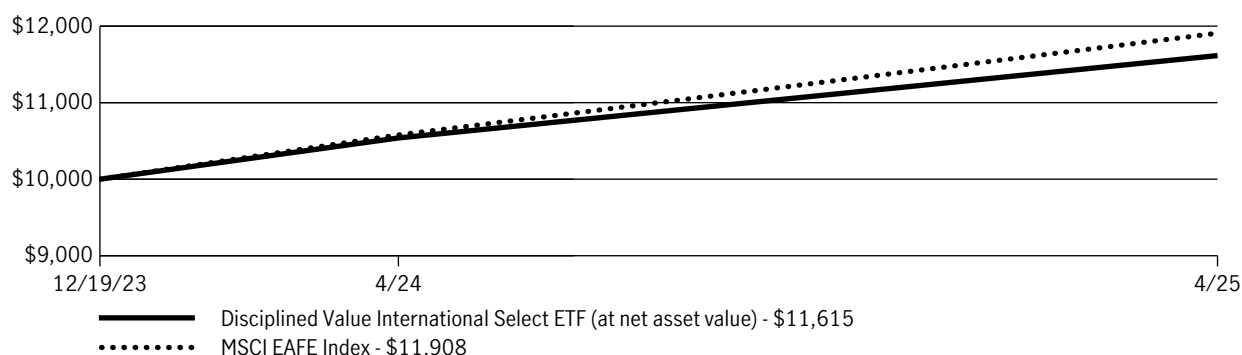 $12,000
$11,000
$10,000
$9,000
12/19/23 4/24 4/25
Disciplined Value International Select ETF (at net asset value) - $11,615
MSCI EAFE Index - $11,908